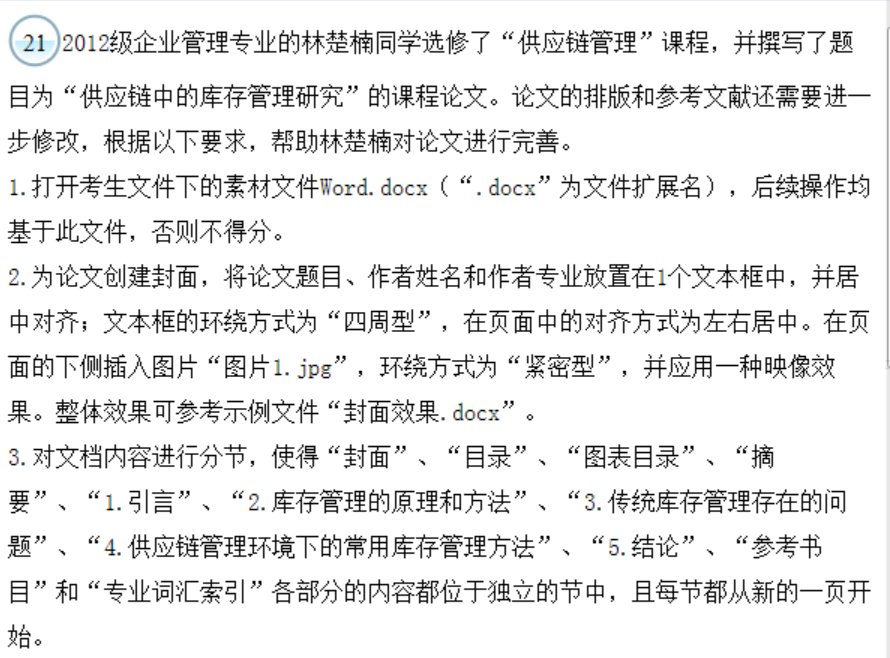 21 2012级企业管理专业的林楚楠同学选修了“供应链管理”课程，并撰写了题
目为“供应链中的库存管理研究”的课程论文。论文的排版和参考文献还需要进一
步修改，根据以下要求，帮助林楚楠对论文进行完善。
1.打开考生文件下的素材文件Word.docx（“.docx”为文件扩展名），后续操作均
基于此文件，否则不得分。
2.为论文创建封面，将论文题目、作者姓名和作者专业放置在1个文本框中，并居
中对齐；文本框的环绕方式为“四周型”，在页面中的对齐方式为左右居中。在页
面的下侧插入图片“图片1.jpg”，环绕方式为“紧密型”，并应用一种映像效
果。整体效果可参考示例文件“封面效果.docx”。
3.对文档内容进行分节，使得“封面”、“目录”、“图表目录”、“摘
要”、“1.引言”、“2.库存管理的原理和方法”、“3.传统库存管理存在的问
题”、“4.供应链管理环境下的常用库存管理方法”、“5.结论”、“参考书
目”和“专业词汇索引”各部分的内容都位于独立的节中，且每节都从新的一页开
始。